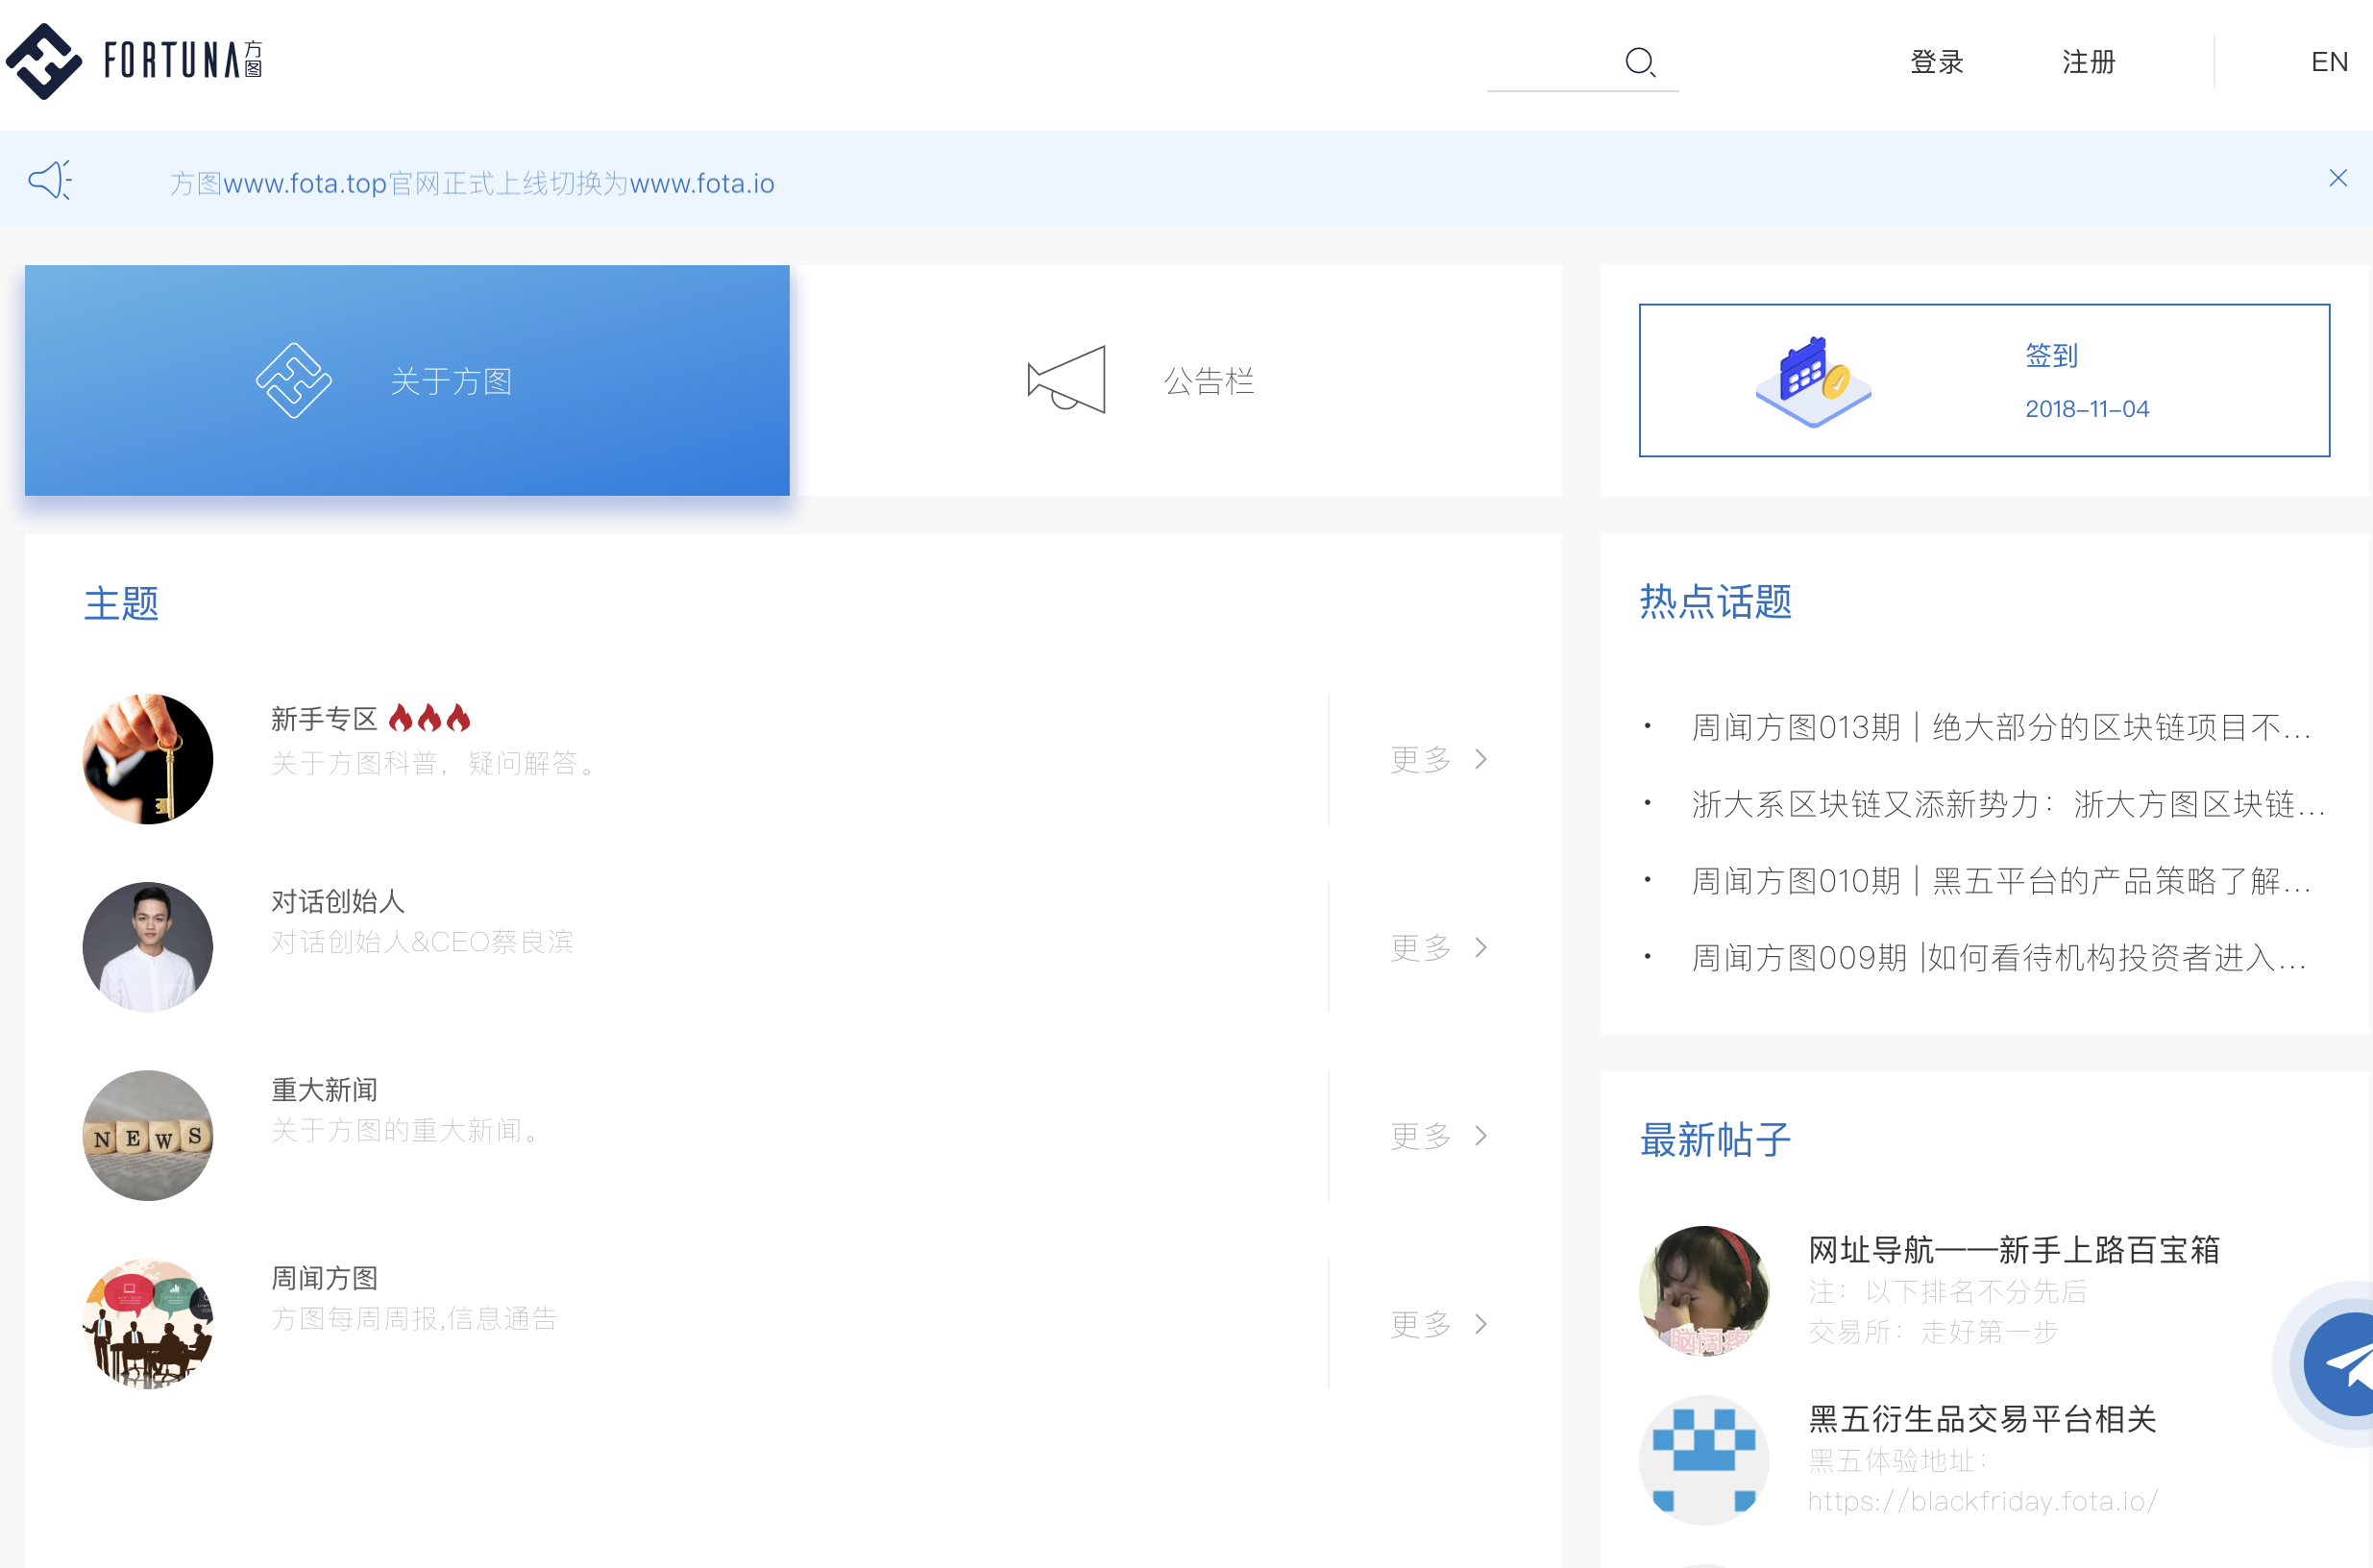 FORTUNA 方图
登录
注册
EN
方图www.fota.top官网正式上线切换为www.fota.io
关于方图
公告栏
签到
2018-11-04
主题
新手专区
关于方图科普，疑问解答。
更多
对话创始人
对话创始人&CEO蔡良滨
更多
重大新闻
关于方图的重大新闻。
更多
NEWS
周闻方图
方图每周周报,信息通告
更多
热点话题
周闻方图013期 | 绝大部分的区块链项目不...
浙大系区块链又添新势力：浙大方图区块链...
周闻方图010期 | 黑五平台的产品策略了解...
周闻方图009期 |如何看待机构投资者进入...
最新帖子
网址导航——新手上路百宝箱
注：以下排名不分先后
交易所：走好第一步
脑阔疼
黑五衍生品交易平台相关
黑五体验地址：
https://blackfriday.fota.io/